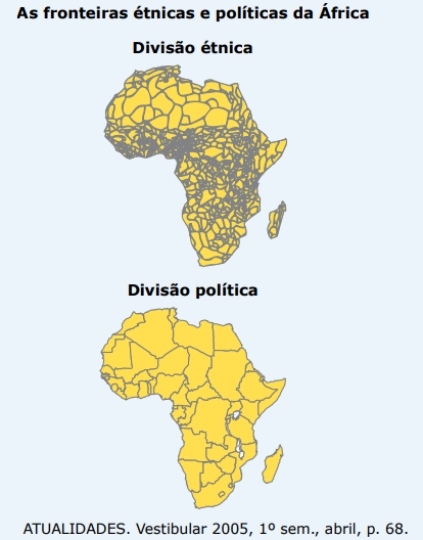 As fronteiras étnicas e políticas da África
Divisão étnica
Divisão política
ATUALIDADES. Vestibular 2005, 1º sem., abril, p. 68.